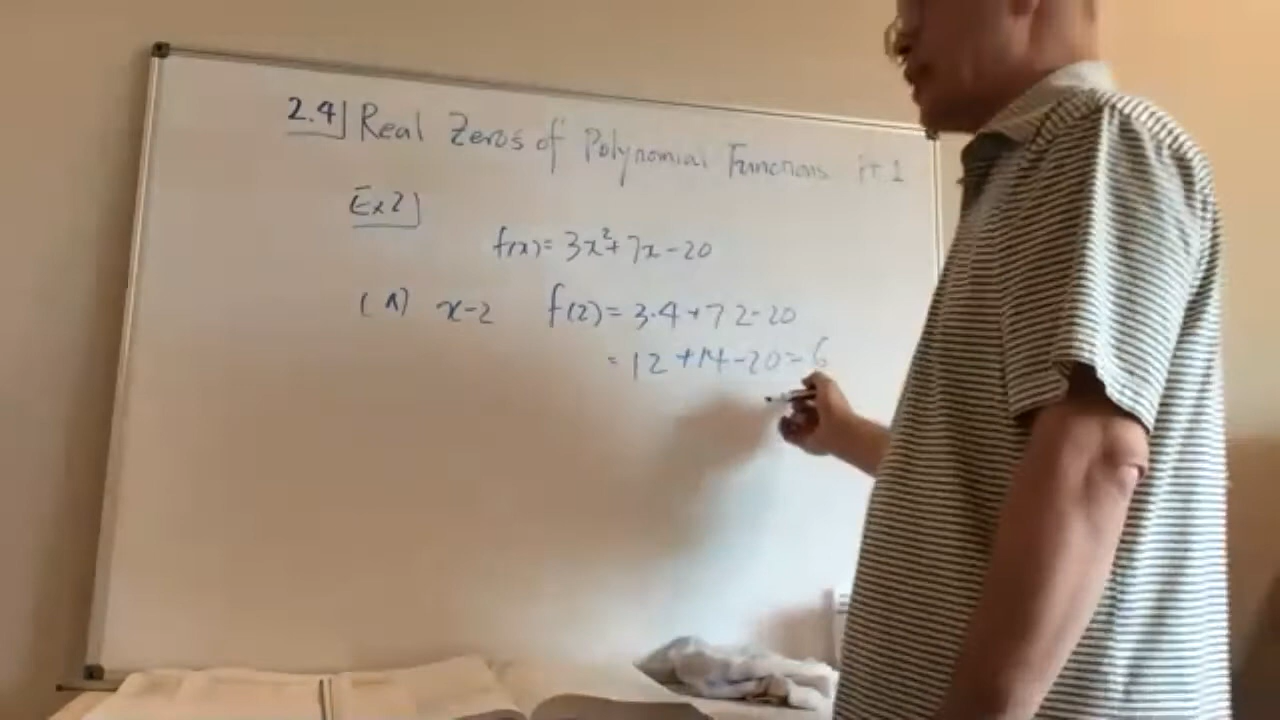 2.4] Real Zeros of Polynomial Functions Pt.1
Ex2]
f(x)= 3x²+7x-20
(A) x-2 f(2)= 3·4+7 2-20
= 12+14-20=6